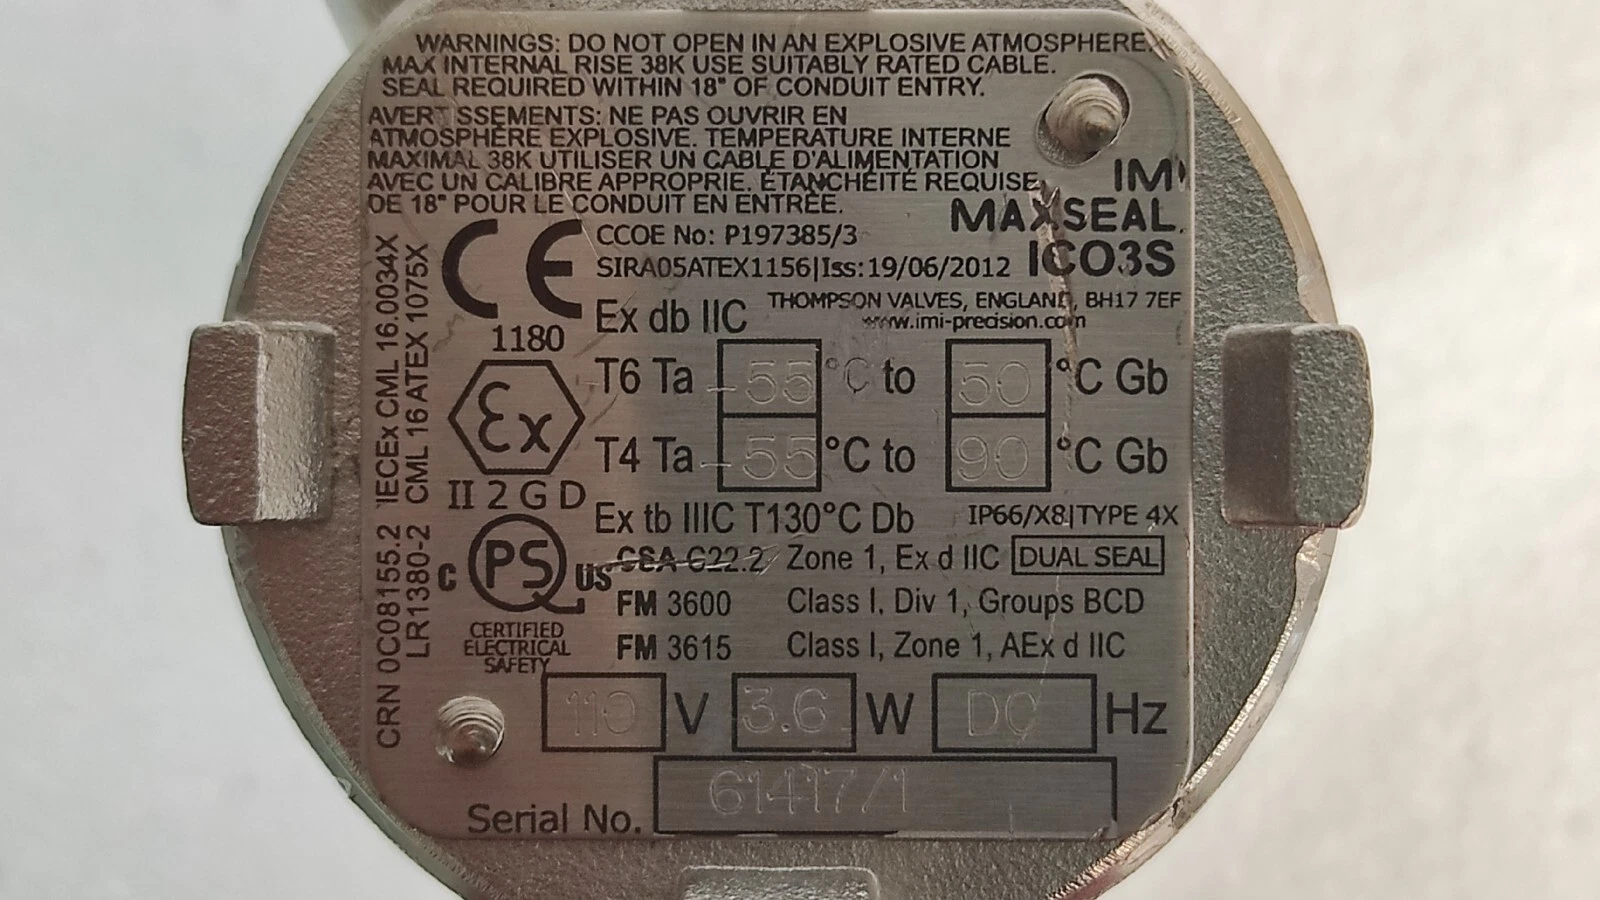 WARNINGS: DO NOT OPEN IN AN EXPLOSIVE ATMOSPHERE.
MAX INTERNAL RISE 38K USE SUITABLY RATED CABLE.
SEAL REQUIRED WITHIN 18" OF CONDUIT ENTRY.
AVERT SSEMENTS: NE PAS OUVRIR EN
ATMOSPHÈRE EXPLOSIVE. TEMPERATURE INTERNE
MAXIMAL 38K UTILISER UN CABLE D'ALIMENTATION
AVEC UN CALIBRE APPROPRIE. ÉTANCHÉITÉ REQUISE
DE 18" POUR LE CONDUIT EN ENTRÉE.
IMI
MAXSEAL
ICO3S
CE
1180
CCOE No: P197385/3
SIRA05ATEX1156|Iss:19/06/2012
THOMPSON VALVES, ENGLAND, BH17 7EF
www.imi-precision.com
Ex db IIC
T6 Ta -55 °C to 50 °C Gb
T4 Ta -55 °C to 90 °C Gb
Ex
II 2 G D
Ex tb IIIC T130°C Db IP66/X8|TYPE 4X
CSA C22.2 Zone 1, Ex d IIC DUAL SEAL
FM 3600 Class I, Div 1, Groups BCD
FM 3615 Class I, Zone 1, AEx d IIC
C PS US
CERTIFIED
ELECTRICAL
SAFETY
CRN 0C08155.2 IECEx CML 16.0034X
LR1380-2 CML 16 ATEX 1075X
110 V 3.6 W DC Hz
Serial No. 61417/1